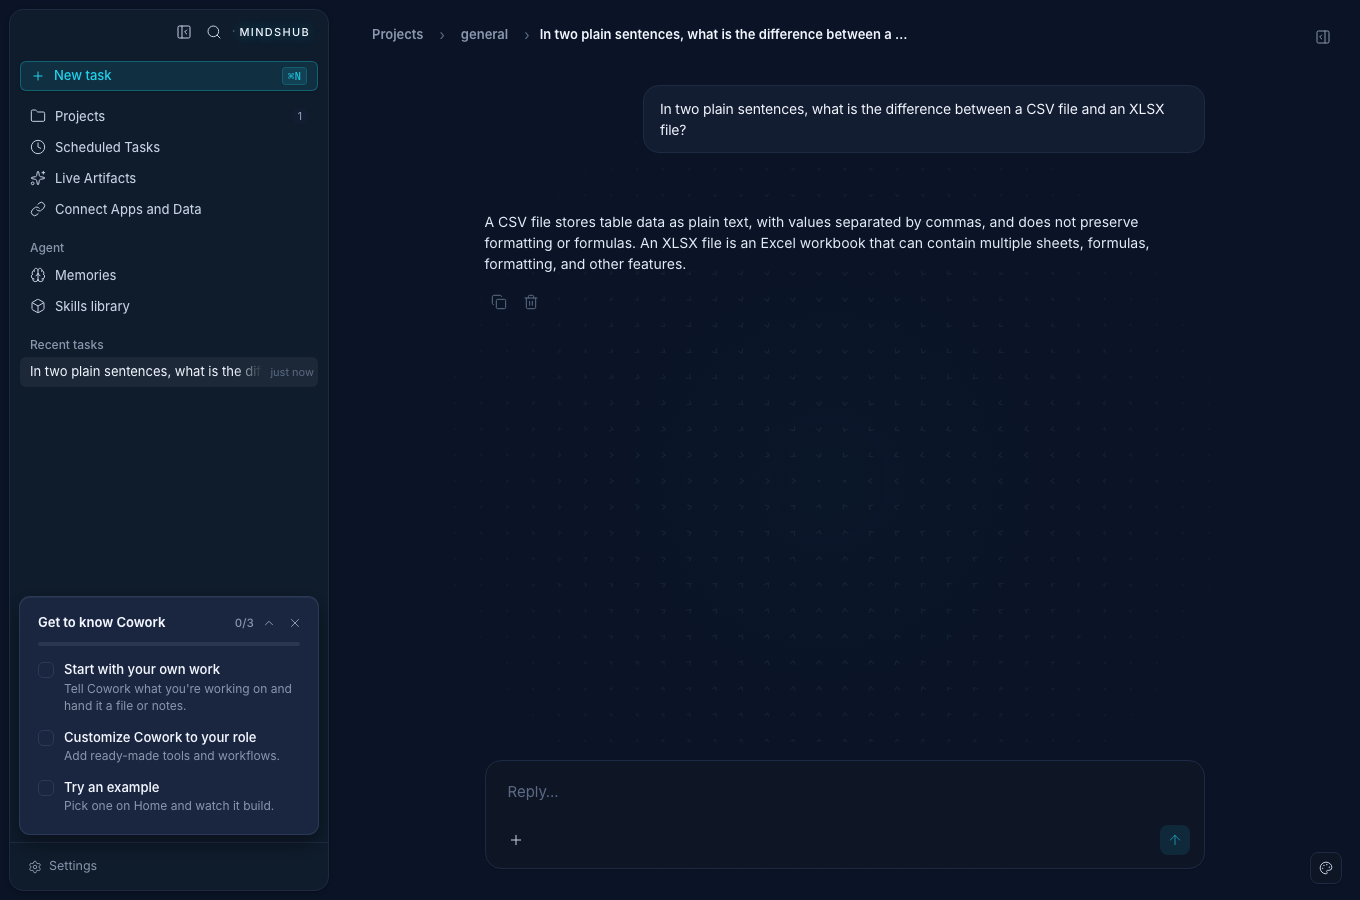 MINDSHUB
New task
⌘N
Projects
1
Scheduled Tasks
Live Artifacts
Connect Apps and Data
Agent
Memories
Skills library
Recent tasks
In two plain sentences, what is the dif
just now
Get to know Cowork
0/3
Start with your own work
Tell Cowork what you're working on and
hand it a file or notes.
Customize Cowork to your role
Add ready-made tools and workflows.
Try an example
Pick one on Home and watch it build.
Settings
Projects › general › In two plain sentences, what is the difference between a ...
In two plain sentences, what is the difference between a CSV file and an XLSX
file?
A CSV file stores table data as plain text, with values separated by commas, and does not preserve
formatting or formulas. An XLSX file is an Excel workbook that can contain multiple sheets, formulas,
formatting, and other features.
Reply...